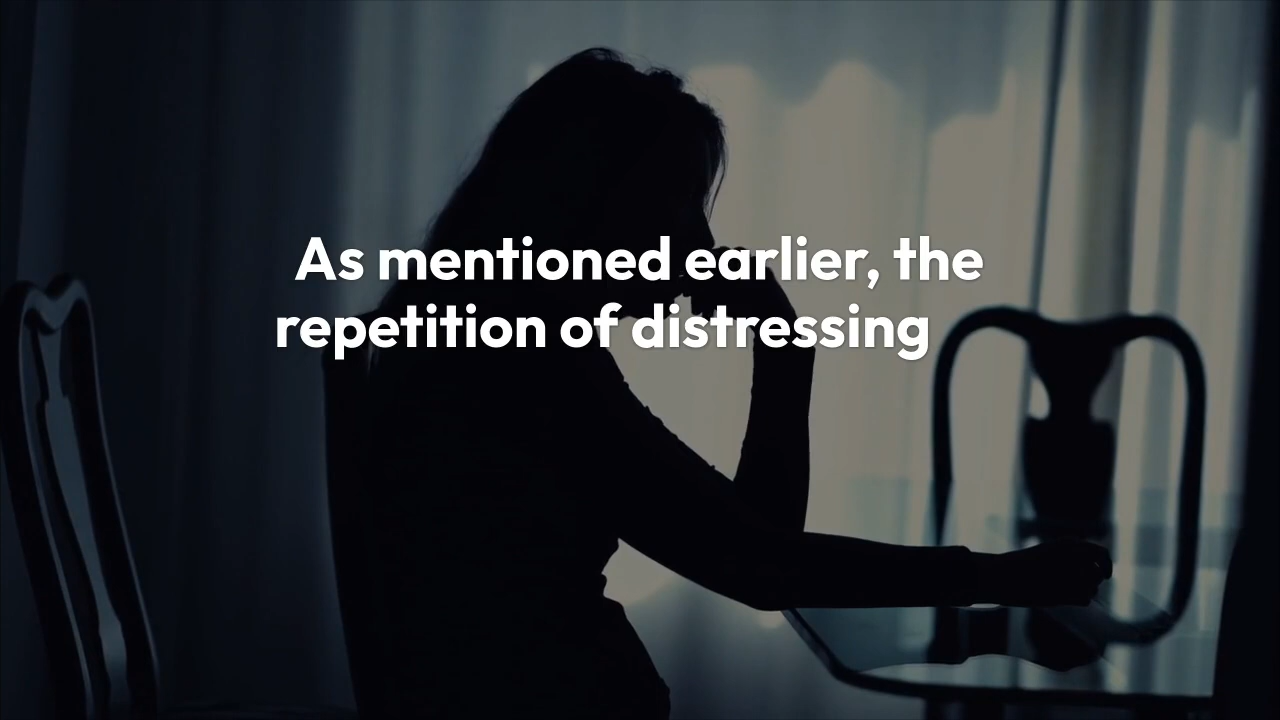 As mentioned earlier, the
repetition of distressing